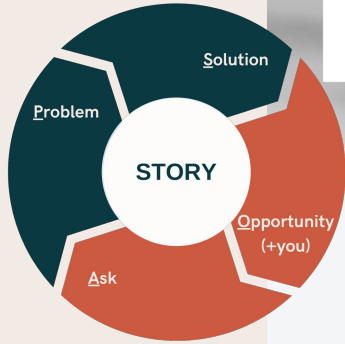 Solution
Problem
STORY
Opportunity
(+you)
Ask